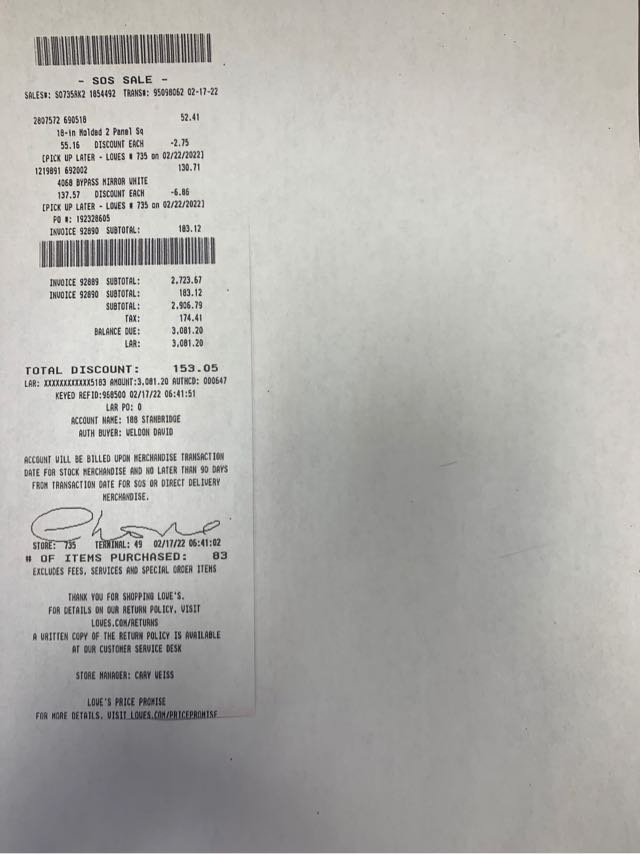 - SOS SALE -
SALES#: SO735RK2 1854492 TRANS#: 95098062 02-17-22
2807572 690518 52.41
18-in Molded 2 Panel Sq
55.16 DISCOUNT EACH -2.75
[PICK UP LATER - LOWES # 735 on 02/22/2022]
1219891 692002 130.71
4068 BYPASS MIRROR WHITE
137.57 DISCOUNT EACH -6.86
[PICK UP LATER - LOWES # 735 on 02/22/2022]
PO #: 192328605
INVOICE 92890 SUBTOTAL: 183.12
INVOICE 92889 SUBTOTAL: 2,723.67
INVOICE 92890 SUBTOTAL: 183.12
SUBTOTAL: 2,906.79
TAX: 174.41
BALANCE DUE: 3,081.20
LAR: 3,081.20
TOTAL DISCOUNT: 153.05
LAR: XXXXXXXXXXXX5183 AMOUNT:3,081.20 AUTHCD: 000647
KEYED REFID:968500 02/17/22 06:41:51
LAR PO: 0
ACCOUNT NAME: 188 STANBRIDGE
AUTH BUYER: WELDON DAVID
ACCOUNT WILL BE BILLED UPON MERCHANDISE TRANSACTION
DATE FOR STOCK MERCHANDISE AND NO LATER THAN 90 DAYS
FROM TRANSACTION DATE FOR SOS OR DIRECT DELIVERY
MERCHANDISE.
STORE: 735 TERMINAL: 49 02/17/22 06:41:02
# OF ITEMS PURCHASED: 83
EXCLUDES FEES, SERVICES AND SPECIAL ORDER ITEMS
THANK YOU FOR SHOPPING LOWE'S.
FOR DETAILS ON OUR RETURN POLICY, VISIT
LOWES.COM/RETURNS
A WRITTEN COPY OF THE RETURN POLICY IS AVAILABLE
AT OUR CUSTOMER SERVICE DESK
STORE MANAGER: CARY WEISS
LOWE'S PRICE PROMISE
FOR MORE DETAILS, VISIT LOWES.COM/PRICEPROMISE